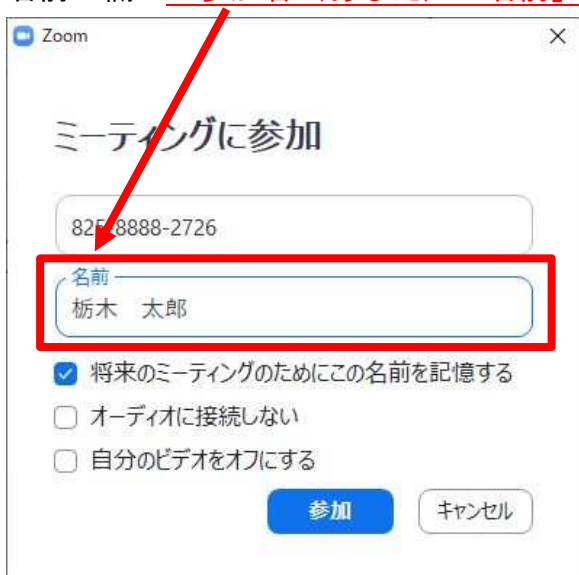 Zoom
ミーティングに参加
825-8888-2726
名前
栃木 太郎
将来のミーティングのためにこの名前を記憶する
オーディオに接続しない
自分のビデオをオフにする
参加
キャンセル